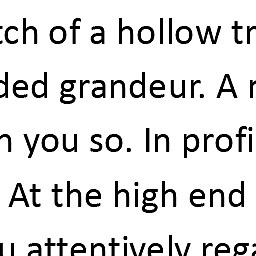 tch of a hollow tr
ded grandeur. A
you so. In profi
At the high end
attentively rega